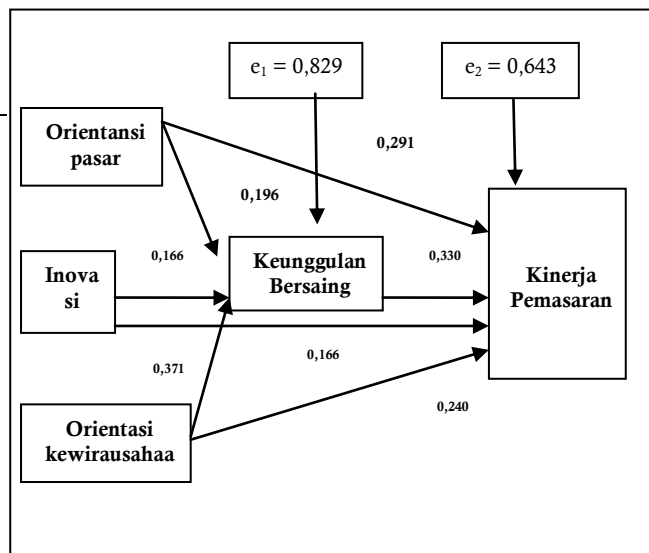 e₁ = 0,829
e₂ = 0,643
Orientansi
pasar
0,291
0,196
0,166
Keunggulan
Bersaing
0,330
Inova
si
Kinerja
Pemasaran
0,371
0,166
0,240
Orientasi
kewirausahaa